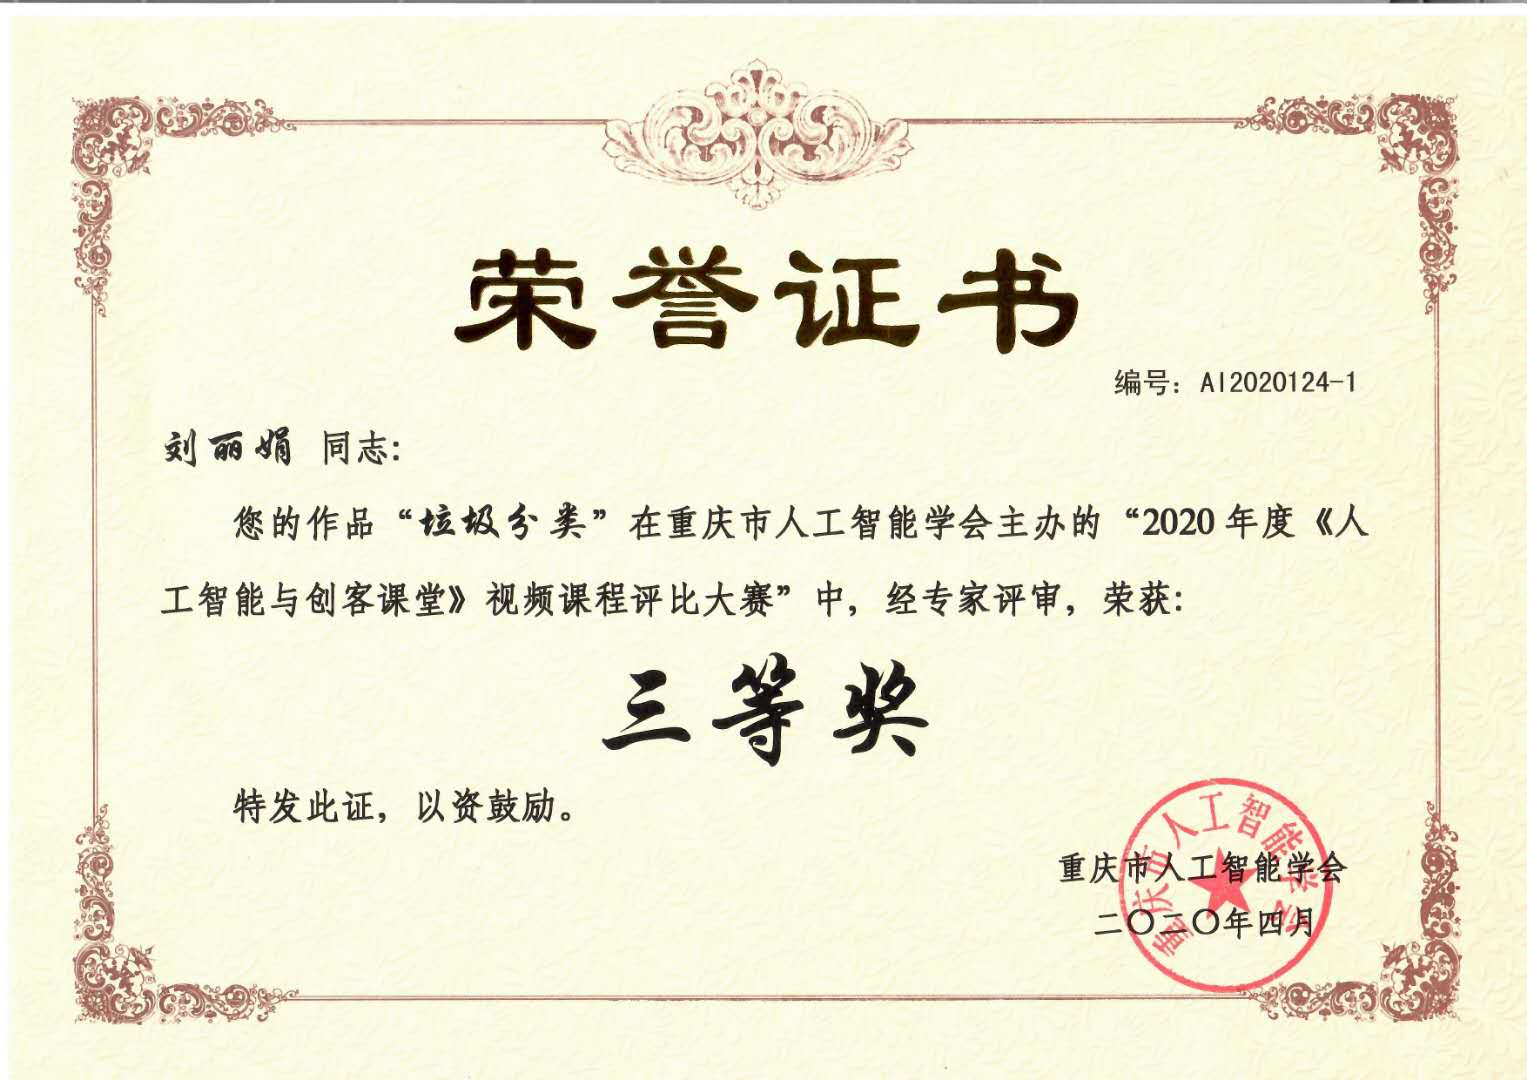 荣誉证书
编号：AI2020124-1
刘丽娟 同志：
您的作品“垃圾分类”在重庆市人工智能学会主办的“2020年度《人
工智能与创客课堂》视频课程评比大赛”中，经专家评审，荣获：
三等奖
特发此证，以资鼓励。
重庆市人工智能学会
二〇二〇年四月
重庆市人工智能学会